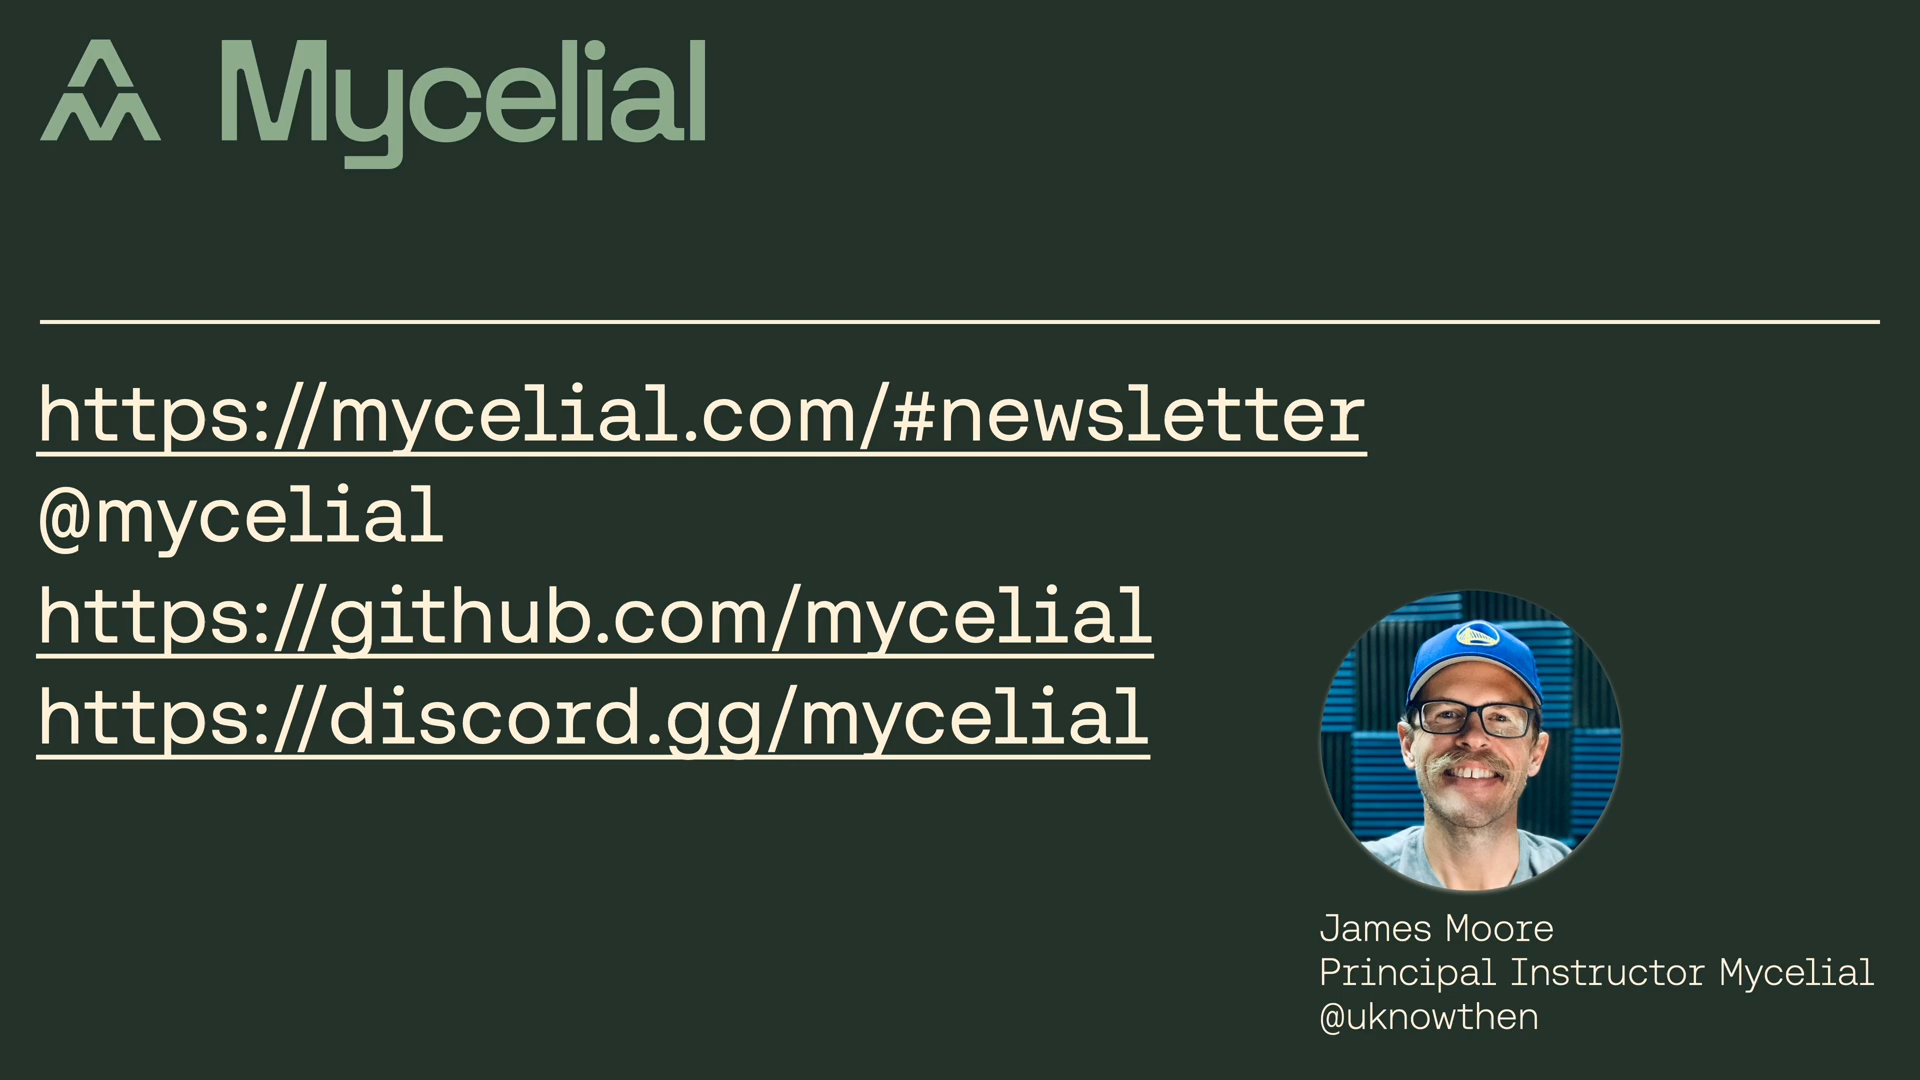 Mycelial
https://mycelial.com/#newsletter
@mycelial
https://github.com/mycelial
https://discord.gg/mycelial
James Moore
Principal Instructor Mycelial
@uknowthen